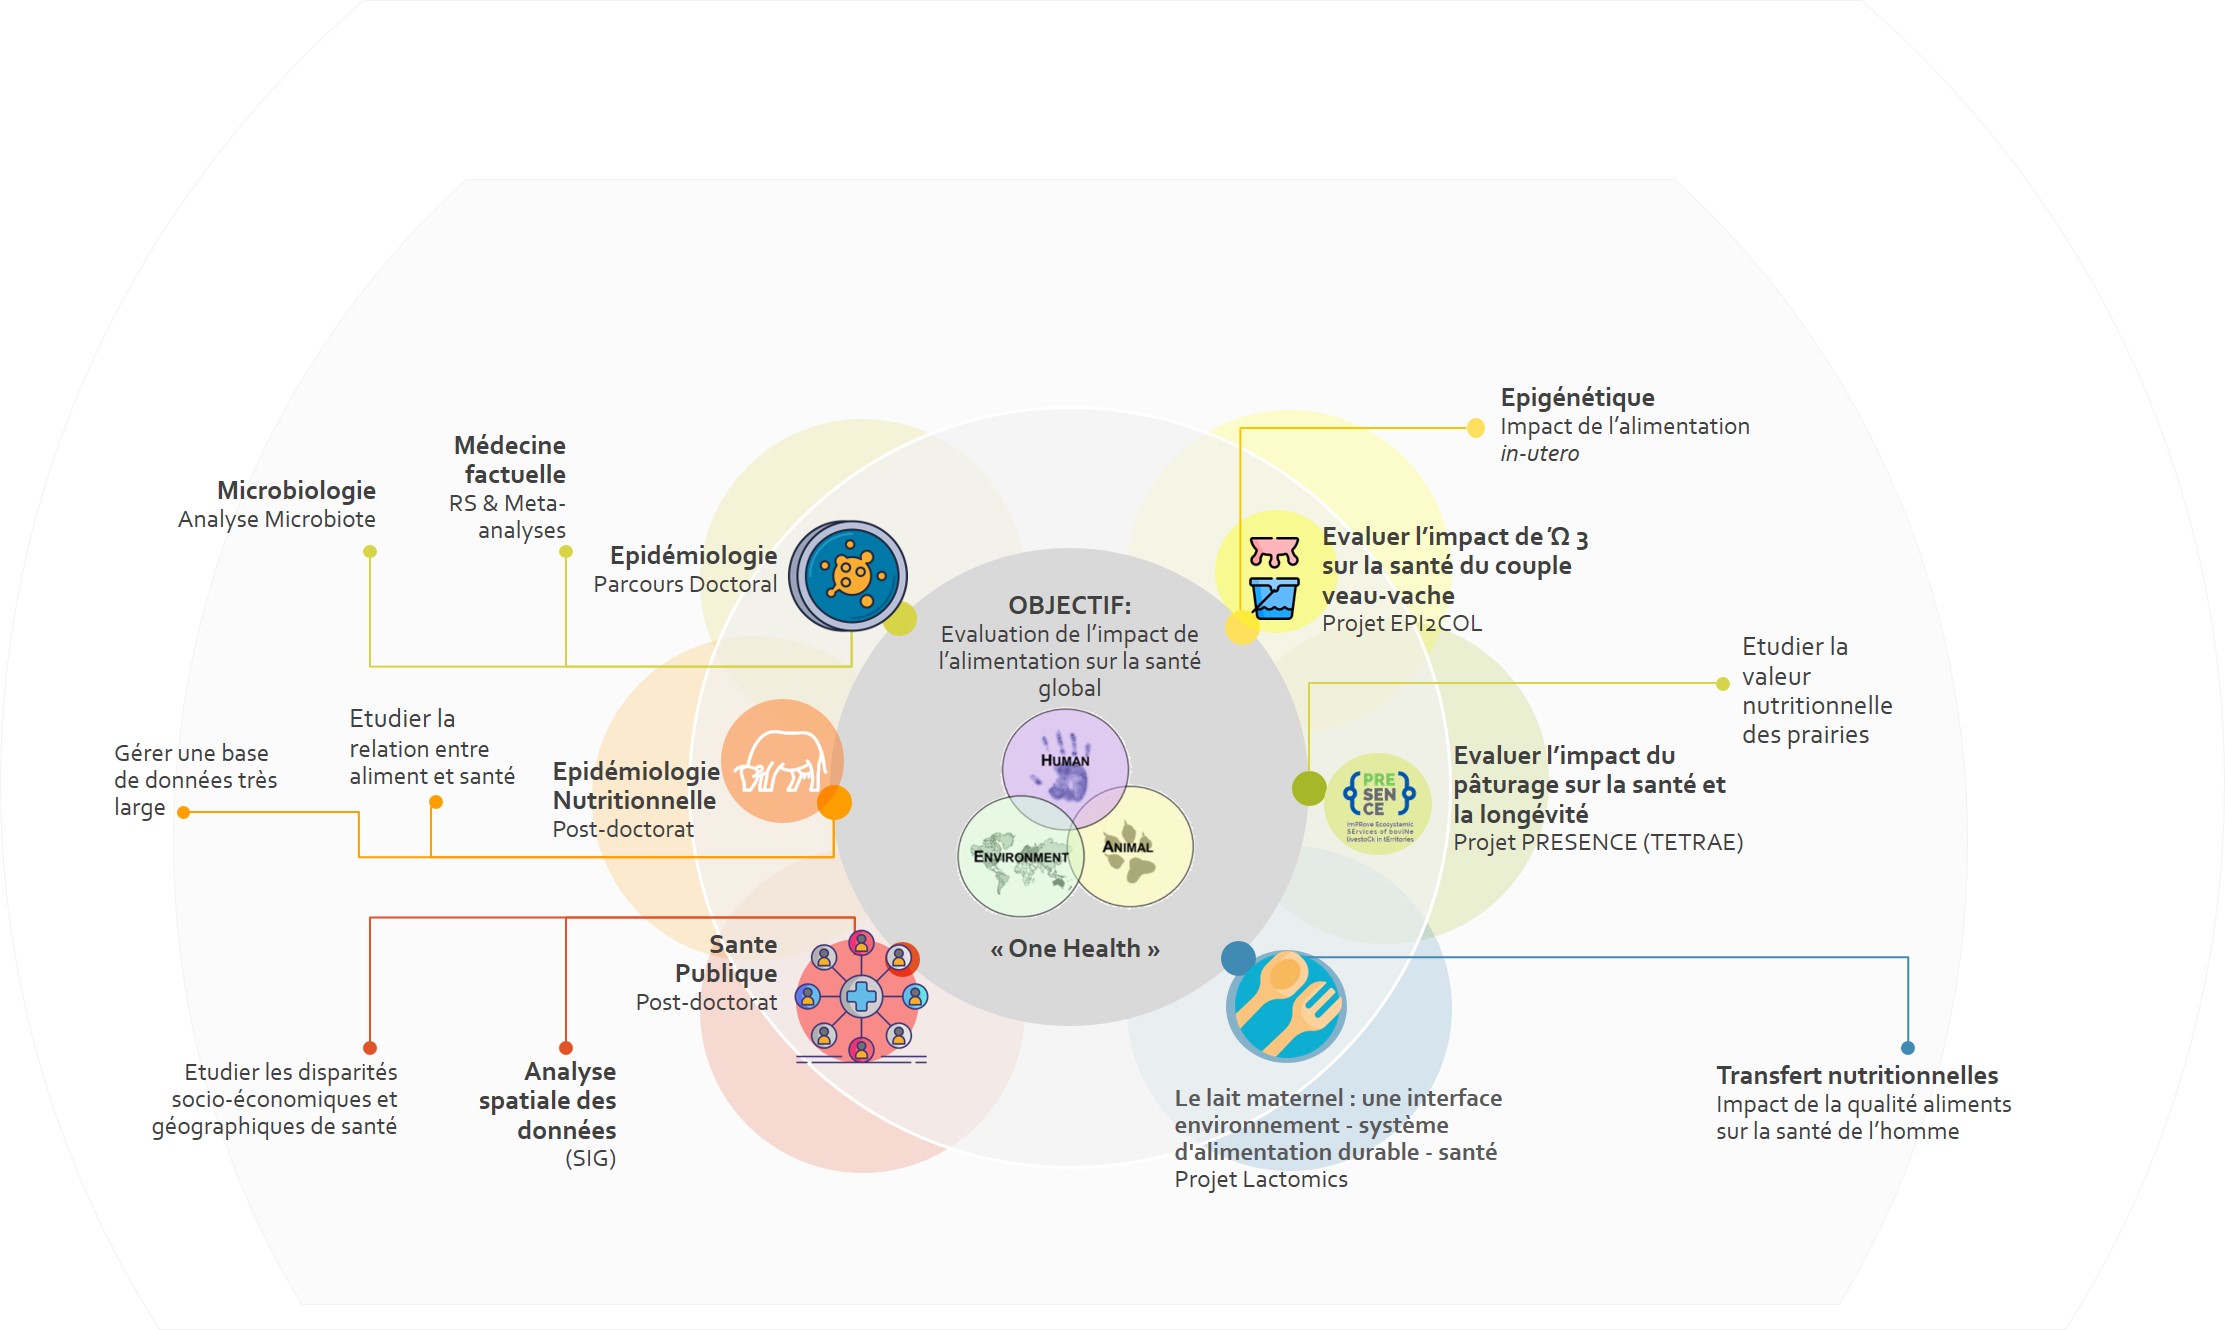 Microbiologie
Analyse Microbiote
Médecine
factuelle
RS & Meta-
analyses
Epidémiologie
Parcours Doctoral
Gérer une base
de données très
large
Etudier la
relation entre
aliment et santé
Epidémiologie
Nutritionnelle
Post-doctorat
Sante
Publique
Post-doctorat
Etudier les disparités
socio-économiques et
géographiques de santé
Analyse
spatiale des
données
(SIG)
OBJECTIF:
Evaluation de l’impact de
l’alimentation sur la santé
global
HUMAN
ENVIRONMENT
ANIMAL
« One Health »
Epigénétique
Impact de l’alimentation
in-utero
Evaluer l’impact de Ώ 3
sur la santé du couple
veau-vache
Projet EPI2COL
Etudier la
valeur
nutritionnelle
des prairies
PRE
SEN
CE
ImPRove Ecosystemic
SErvices of boviNe
livestoCk in tErritories
Evaluer l’impact du
pâturage sur la santé et
la longévité
Projet PRESENCE (TETRAE)
Le lait maternel : une interface
environnement - système
d'alimentation durable - santé
Projet Lactomics
Transfert nutritionnelles
Impact de la qualité aliments
sur la santé de l’homme